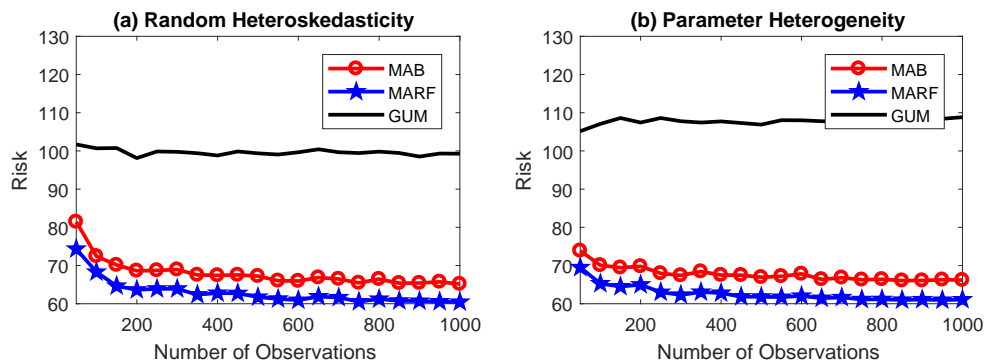 (a) Random Heteroskedasticity
130
120
110
100
90
80
70
60
Risk
200
400
600
800
1000
Number of Observations
MAB
MARF
GUM
(b) Parameter Heterogeneity
130
120
110
100
90
80
70
60
Risk
200
400
600
800
1000
Number of Observations
MAB
MARF
GUM